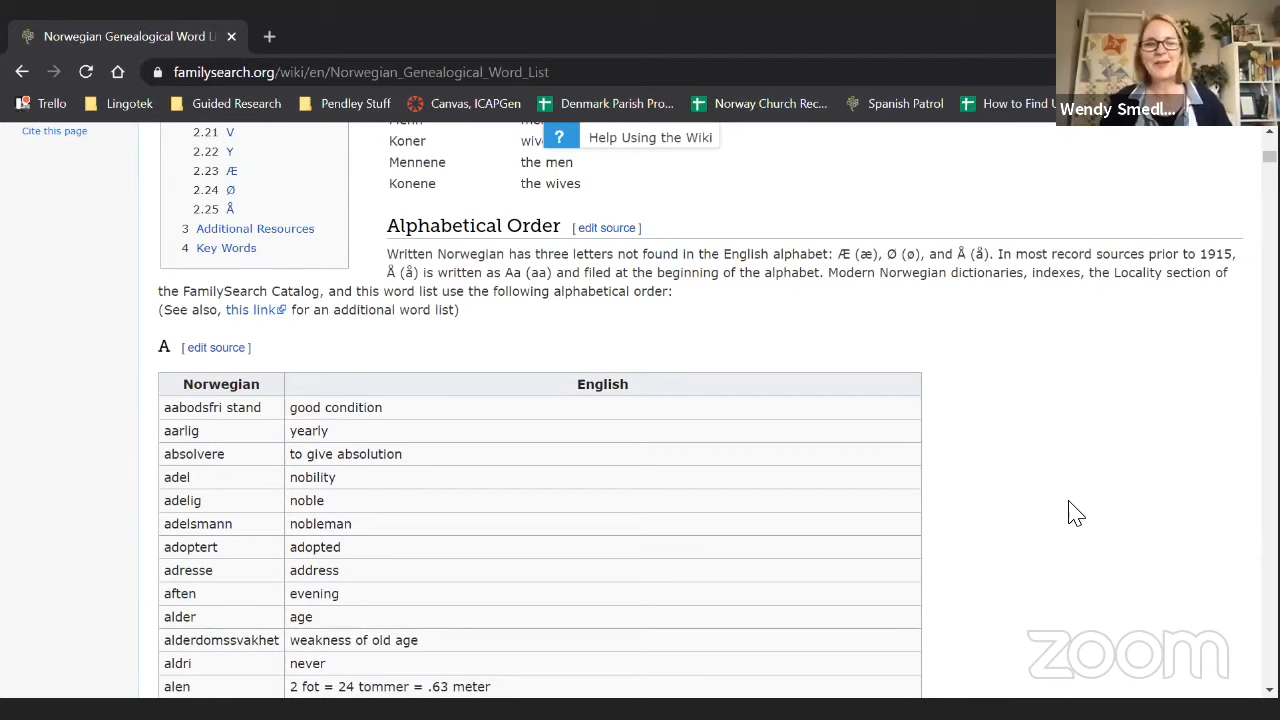 Norwegian Genealogical Word Li
familysearch.org/wiki/en/Norwegian_Genealogical_Word_List
Trello Lingotek Guided Research Pendley Stuff Canvas, ICAPGen Denmark Parish Pro... Norway Church Rec... Spanish Patrol How to Find
Wendy Smedl...
Cite this page
Help Using the Wiki
2.21 V
2.22 Y
2.23 Æ
2.24 Ø
2.25 Å
3 Additional Resources
4 Key Words
Koner
Mennene the men
Konene the wives
Alphabetical Order [ edit source ]
Written Norwegian has three letters not found in the English alphabet: Æ (æ), Ø (ø), and Å (å). In most record sources prior to 1915,
Å (å) is written as Aa (aa) and filed at the beginning of the alphabet. Modern Norwegian dictionaries, indexes, the Locality section of
the FamilySearch Catalog, and this word list use the following alphabetical order:
(See also, this link for an additional word list)
A [ edit source ]
Norwegian English
aabodsfri stand good condition
aarlig yearly
absolvere to give absolution
adel nobility
adelig noble
adelsmann nobleman
adoptert adopted
adresse address
aften evening
alder age
alderdomssvakhet weakness of old age
aldri never
alen 2 fot = 24 tommer = .63 meter
zoom